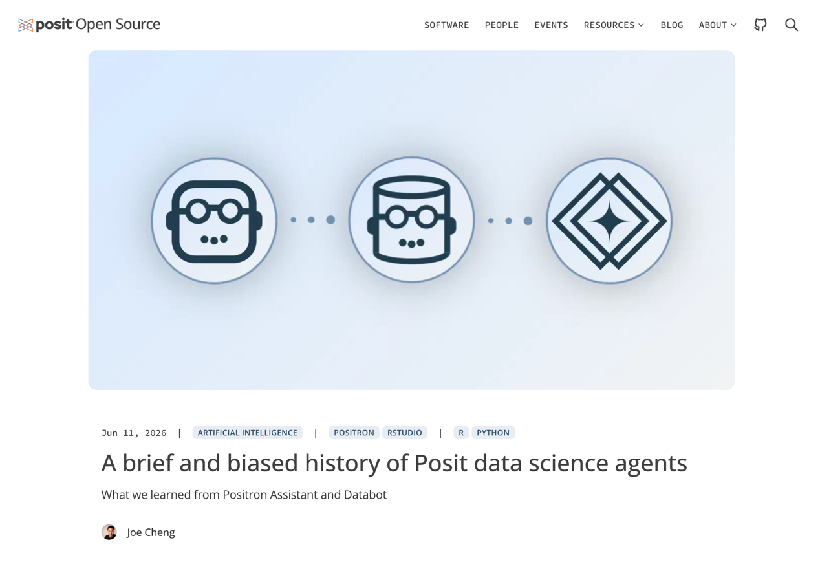 posit Open Source
SOFTWARE PEOPLE EVENTS RESOURCES BLOG ABOUT
Jun 11, 2026 | ARTIFICIAL INTELLIGENCE | POSITRON RSTUDIO | R PYTHON
A brief and biased history of Posit data science agents
What we learned from Positron Assistant and Databot
Joe Cheng